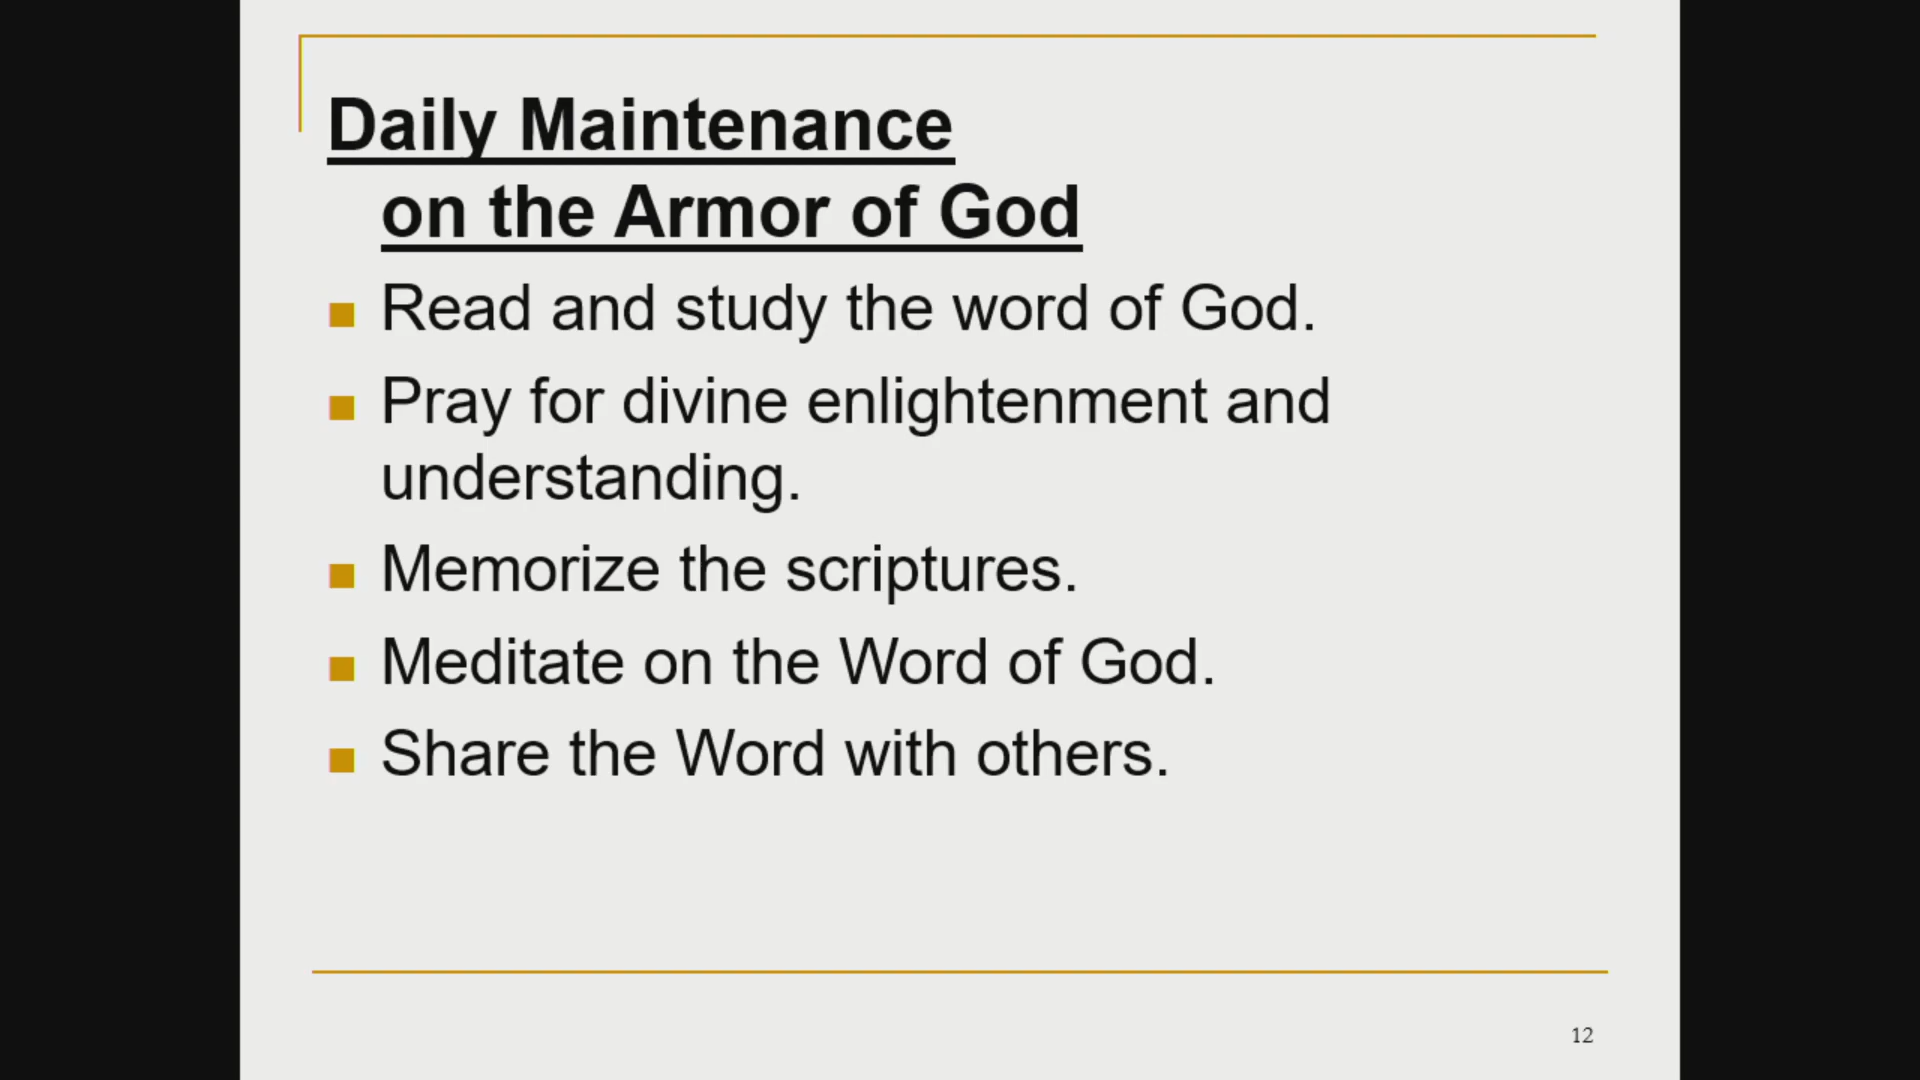 Daily Maintenance
on the Armor of God
Read and study the word of God.
Pray for divine enlightenment and
understanding.
Memorize the scriptures.
Meditate on the Word of God.
Share the Word with others.
12